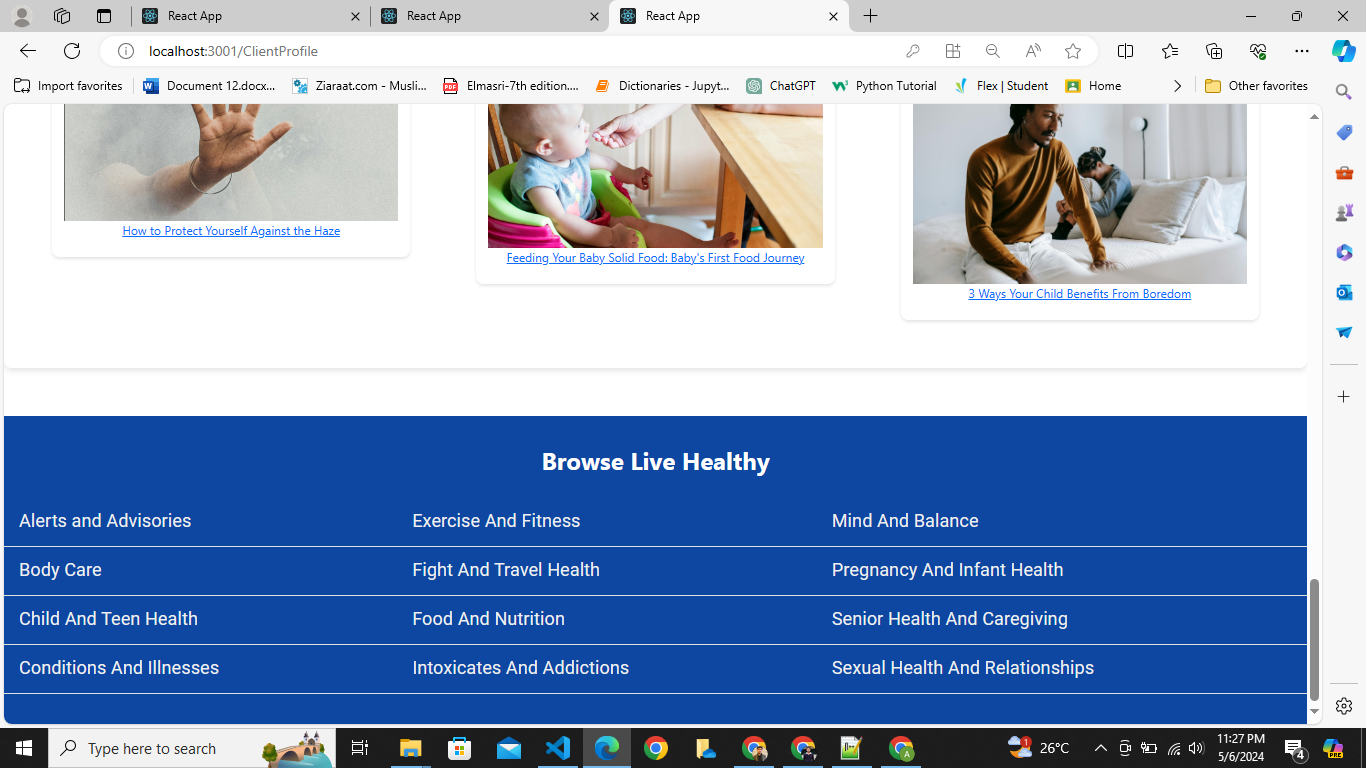 React App
React App
React App
localhost:3001/ClientProfile
Import favorites
Document 12.docx...
Ziaraat.com - Musli...
Elmasri-7th edition....
Dictionaries - Jupyt...
ChatGPT
Python Tutorial
Flex | Student
Home
Other favorites
How to Protect Yourself Against the Haze
Feeding Your Baby Solid Food: Baby's First Food Journey
3 Ways Your Child Benefits From Boredom
Browse Live Healthy
Alerts and Advisories
Exercise And Fitness
Mind And Balance
Body Care
Fight And Travel Health
Pregnancy And Infant Health
Child And Teen Health
Food And Nutrition
Senior Health And Caregiving
Conditions And Illnesses
Intoxicates And Addictions
Sexual Health And Relationships
Type here to search
26°C
11:27 PM
5/6/2024
4